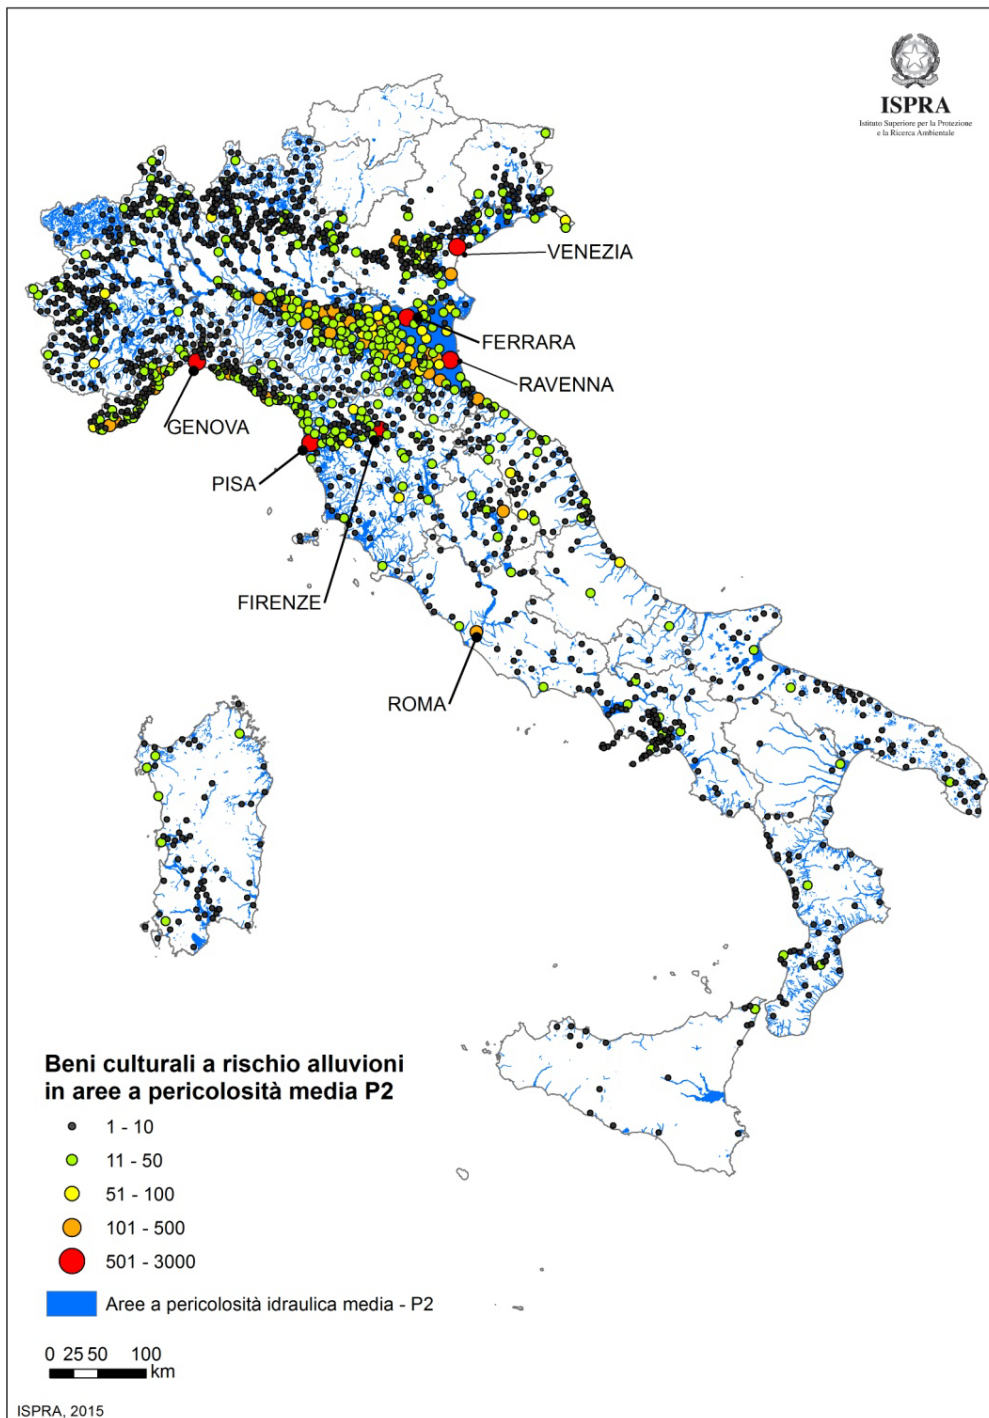 ISPRA
Istituto Superiore per la Protezione
e la Ricerca Ambientale
VENEZIA
FERRARA
RAVENNA
GENOVA
PISA
FIRENZE
ROMA
Beni culturali a rischio alluvioni
in aree a pericolosità media P2
1 - 10
11 - 50
51 - 100
101 - 500
501 - 3000
Aree a pericolosità idraulica media - P2
0 25 50 100
km
ISPRA, 2015